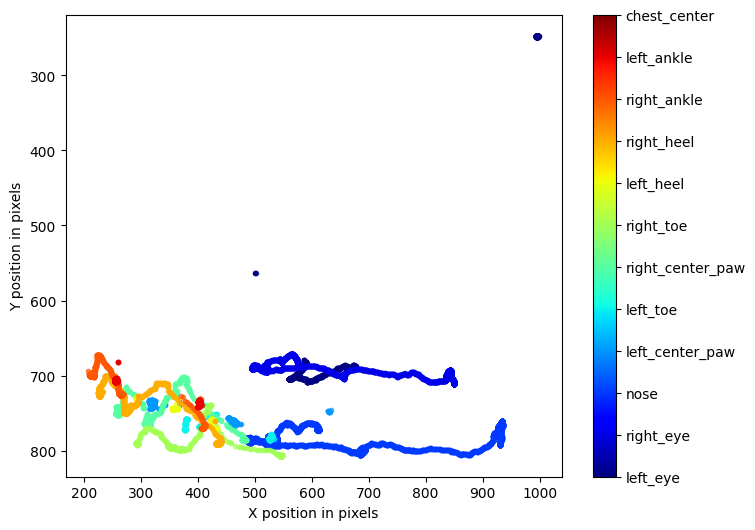 300
400
500
600
700
800
Y position in pixels
200 300 400 500 600 700 800 900 1000
X position in pixels
chest_center
left_ankle
right_ankle
right_heel
left_heel
right_toe
right_center_paw
left_toe
left_center_paw
nose
right_eye
left_eye